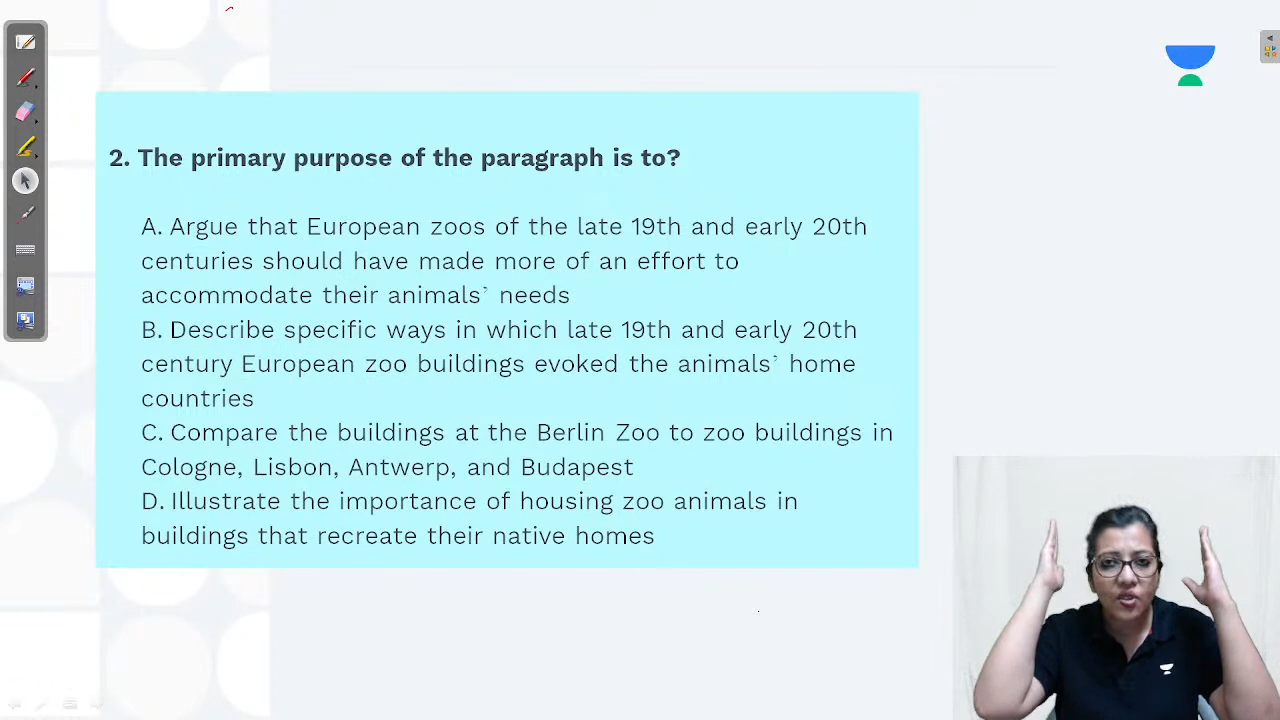 2. The primary purpose of the paragraph is to?
A. Argue that European zoos of the late 19th and early 20th
centuries should have made more of an effort to
accommodate their animals’ needs
B. Describe specific ways in which late 19th and early 20th
century European zoo buildings evoked the animals’ home
countries
C. Compare the buildings at the Berlin Zoo to zoo buildings in
Cologne, Lisbon, Antwerp, and Budapest
D. Illustrate the importance of housing zoo animals in
buildings that recreate their native homes